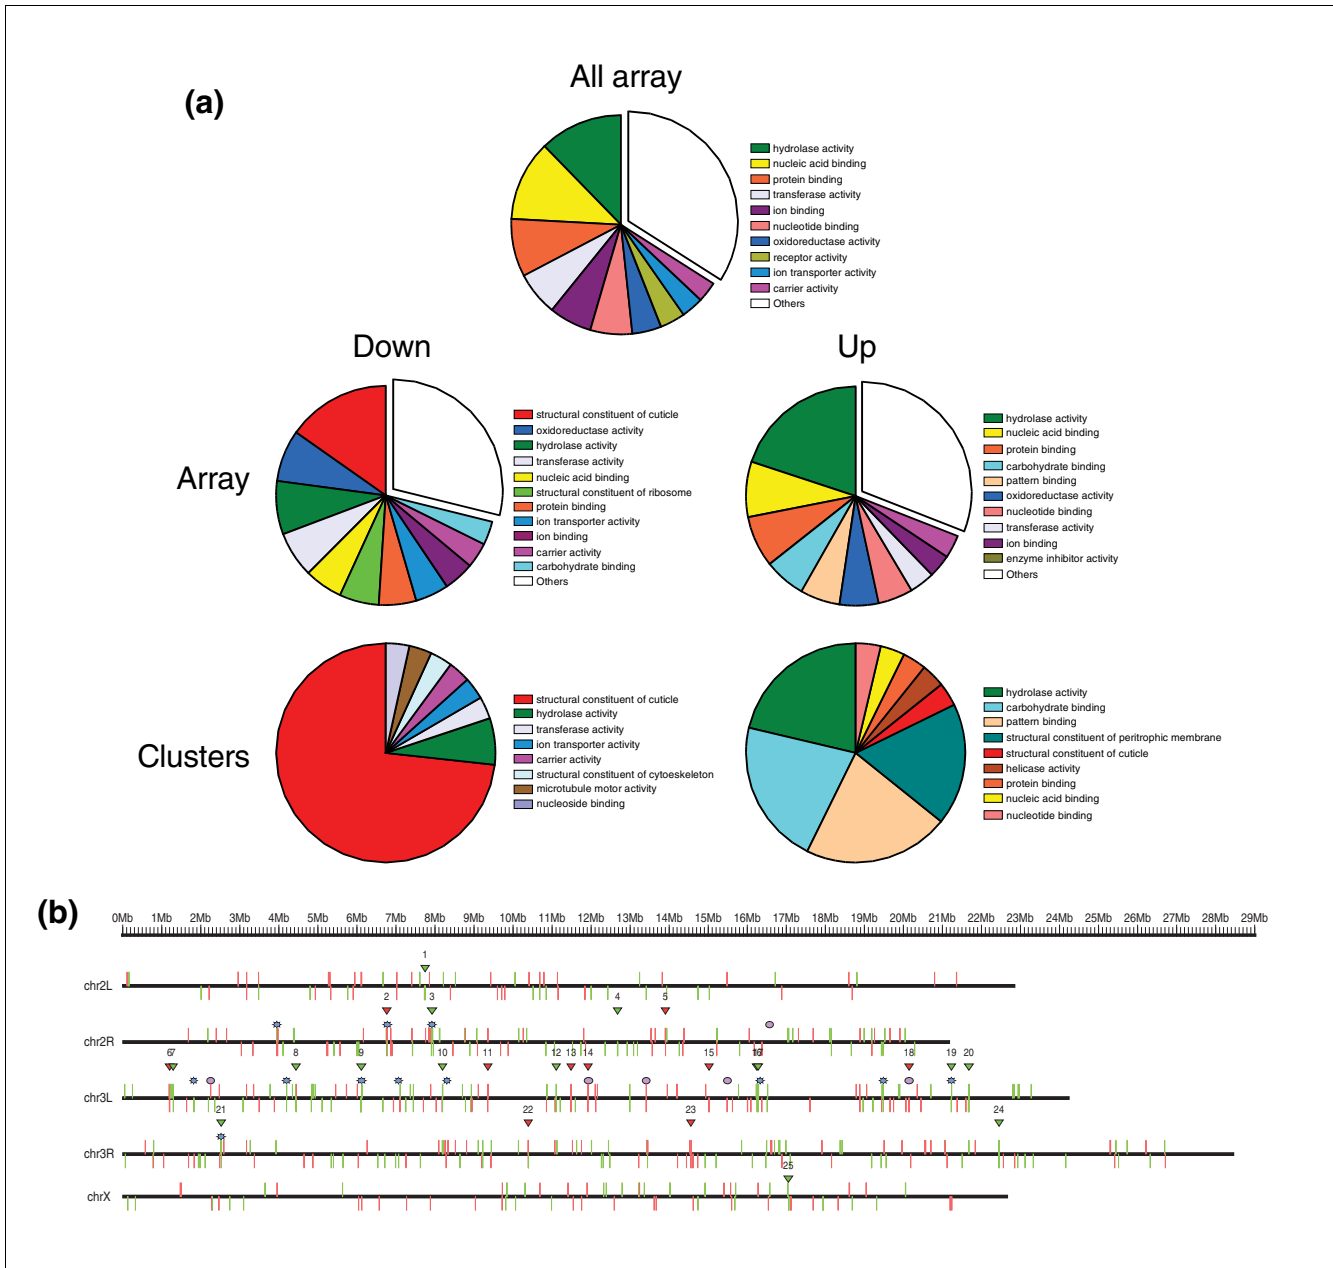 (a)
All array
hydrolase activity
nucleic acid binding
protein binding
transferase activity
ion binding
nucleotide binding
oxidoreductase activity
receptor activity
ion transporter activity
carrier activity
Others
Down
Up
Array
structural constituent of cuticle
oxidoreductase activity
hydrolase activity
transferase activity
nucleic acid binding
structural constituent of ribosome
protein binding
ion transporter activity
ion binding
carrier activity
carbohydrate binding
Others
hydrolase activity
nucleic acid binding
protein binding
carbohydrate binding
pattern binding
oxidoreductase activity
nucleotide binding
transferase activity
ion binding
enzyme inhibitor activity
Others
Clusters
structural constituent of cuticle
hydrolase activity
transferase activity
ion transporter activity
carrier activity
structural constituent of cytoeskeleton
microtubule motor activity
nucleoside binding
hydrolase activity
carbohydrate binding
pattern binding
structural constituent of peritrophic membrane
structural constituent of cuticle
helicase activity
protein binding
nucleic acid binding
nucleotide binding
(b)
0Mb 1Mb 2Mb 3Mb 4Mb 5Mb 6Mb 7Mb 8Mb 9Mb 10Mb 11Mb 12Mb 13Mb 14Mb 15Mb 16Mb 17Mb 18Mb 19Mb 20Mb 21Mb 22Mb 23Mb 24Mb 25Mb 26Mb 27Mb 28Mb 29Mb
1
chr2L
2 3 4 5
chr2R
6 7 8 9 10 11 12 13 14 15 18 19 20
chr3L
21 22 23 24
chr3R
25
chrX